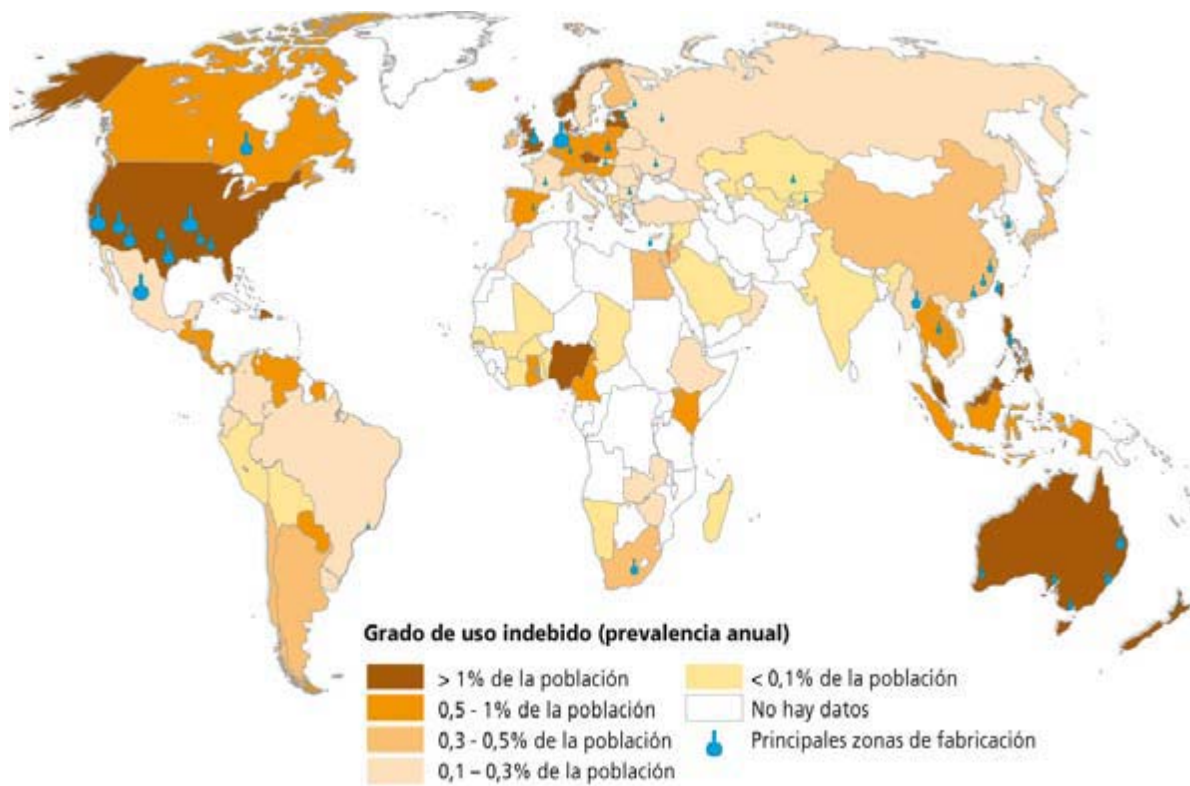 Grado de uso indebido (prevalencia anual)
> 1% de la población
0,5 - 1% de la población
0,3 - 0,5% de la población
0,1 – 0,3% de la población
< 0,1% de la población
No hay datos
Principales zonas de fabricación